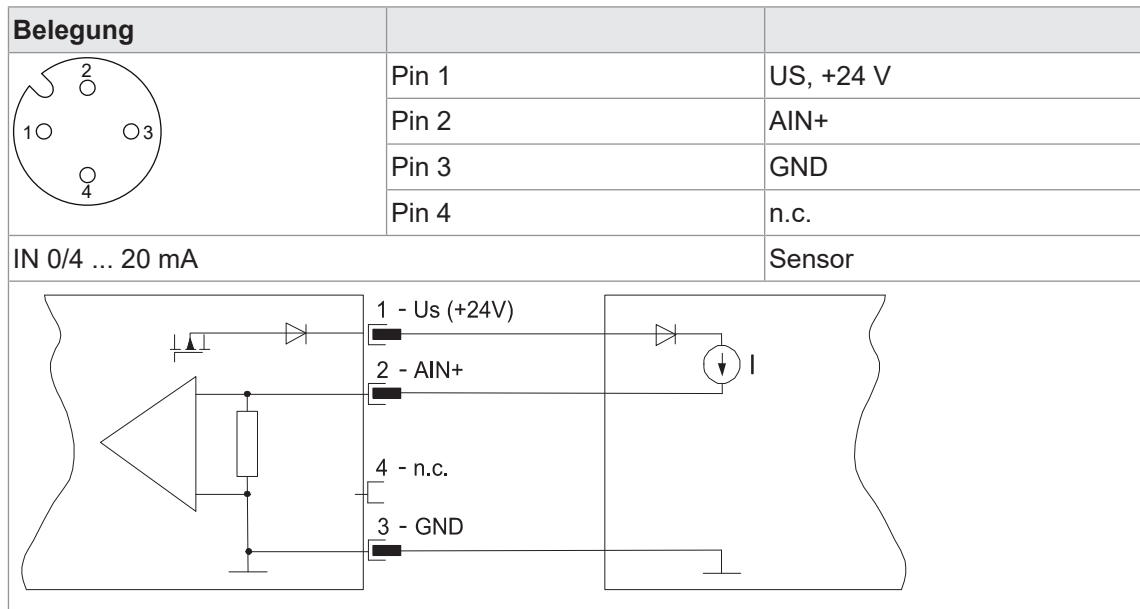 Belegung
2
1
3
4
Pin 1 US, +24 V
Pin 2 AIN+
Pin 3 GND
Pin 4 n.c.
IN 0/4 ... 20 mA Sensor
1 - Us (+24V)
2 - AIN+
I
4 - n.c.
3 - GND